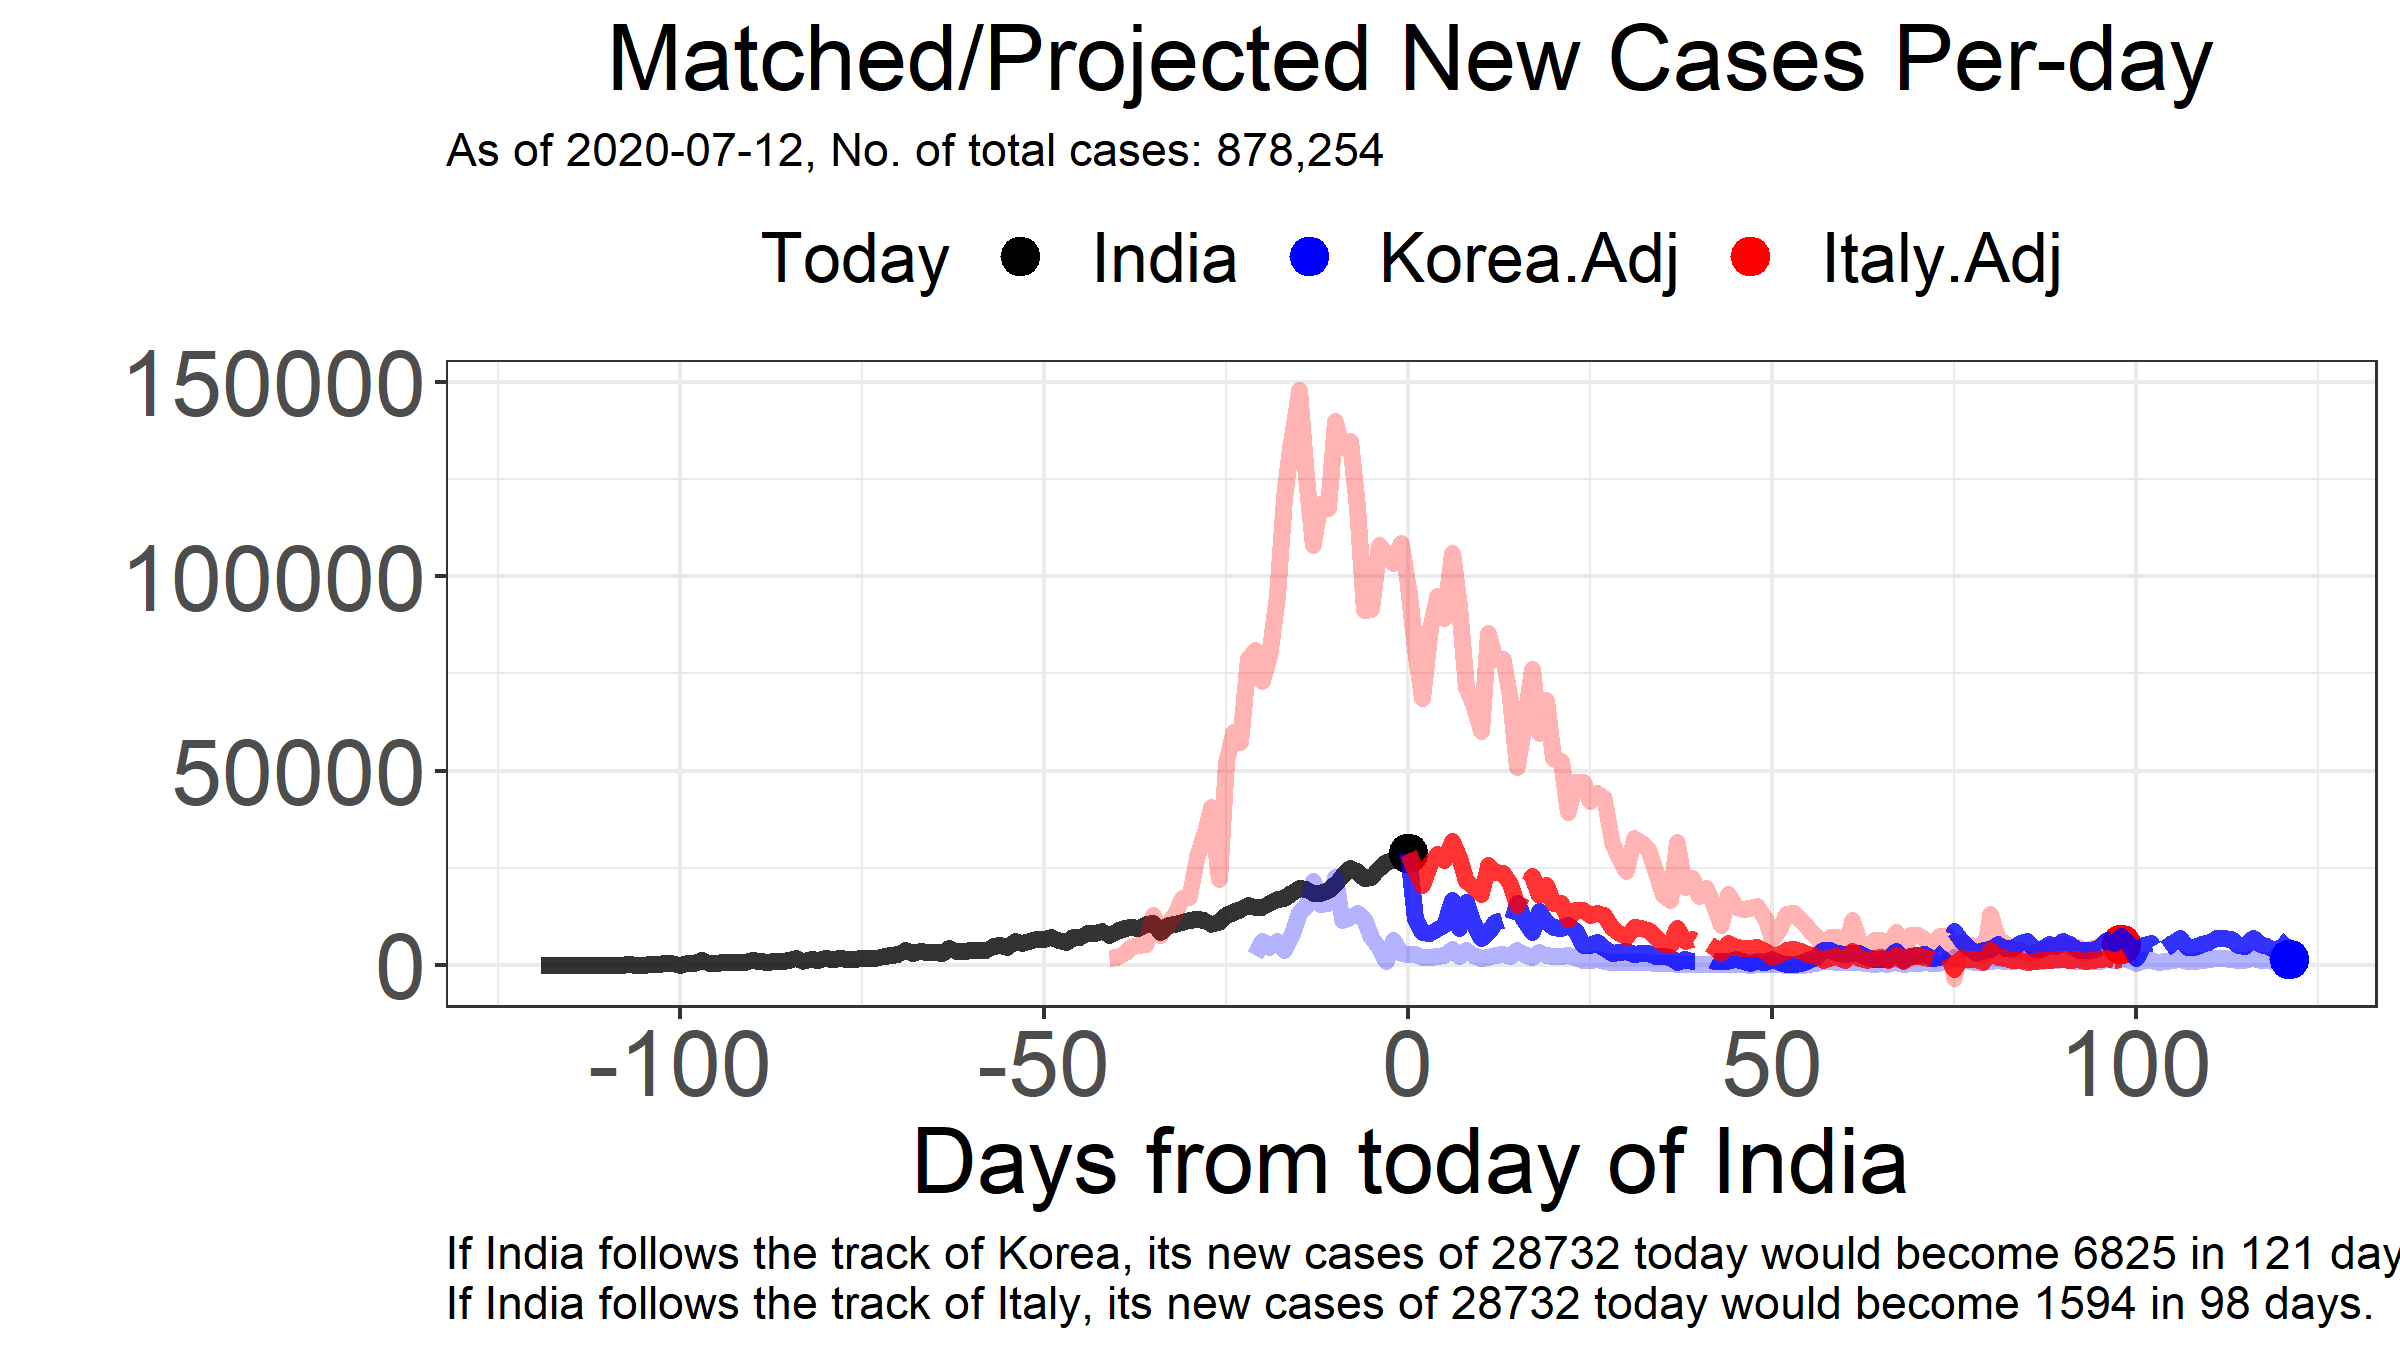 Matched/Projected New Cases Per-day
As of 2020-07-12, No. of total cases: 878,254
Today India Korea.Adj Italy.Adj
150000
100000
50000
0
-100 -50 0 50 100
Days from today of India
If India follows the track of Korea, its new cases of 28732 today would become 6825 in 121 day
If India follows the track of Italy, its new cases of 28732 today would become 1594 in 98 days.